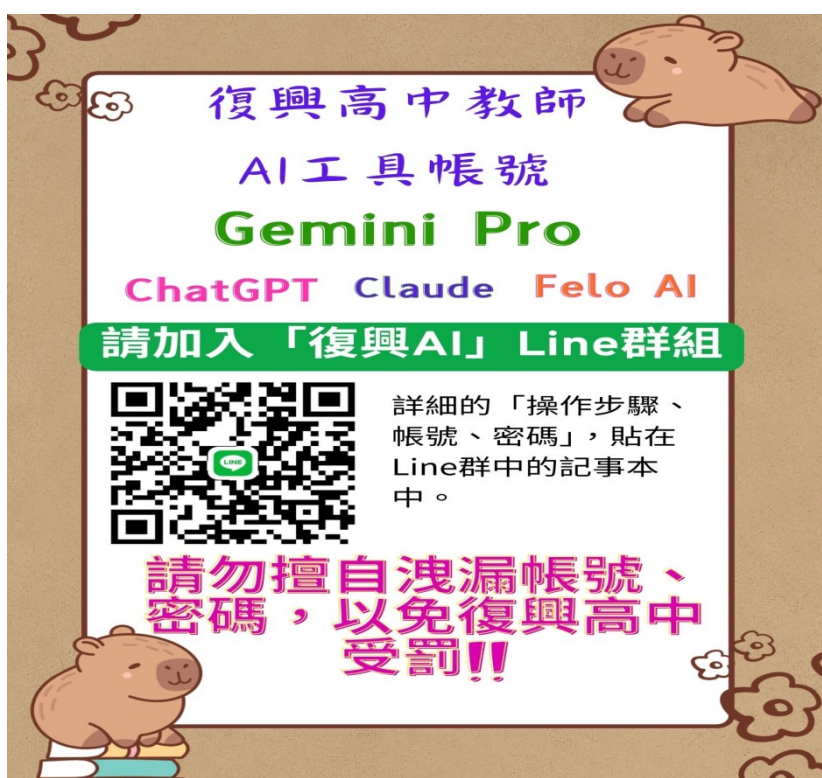 復興高中教師
AI工具帳號
Gemini Pro
ChatGPT Claude Felo AI
請加入「復興AI」Line群組
LINE
詳細的「操作步驟、
帳號、密碼」,貼在
Line群中的記事本
中。
請勿擅自洩漏帳號、
密碼,以免復興高中
受罰!!